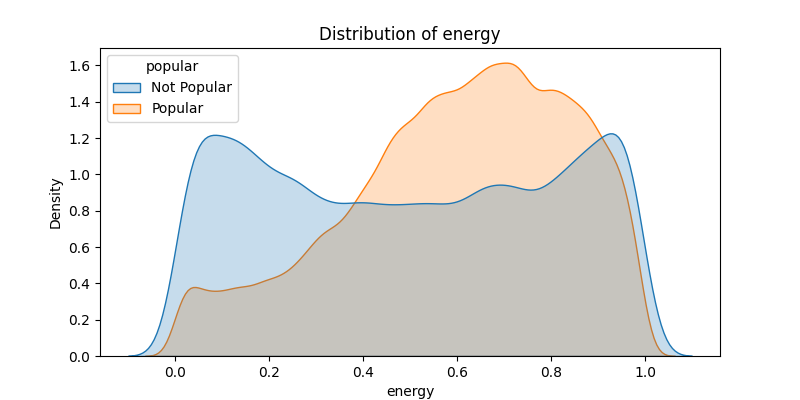 Distribution of energy
popular
Not Popular
Popular
Density
1.6
1.4
1.2
1.0
0.8
0.6
0.4
0.2
0.0
0.0 0.2 0.4 0.6 0.8 1.0
energy